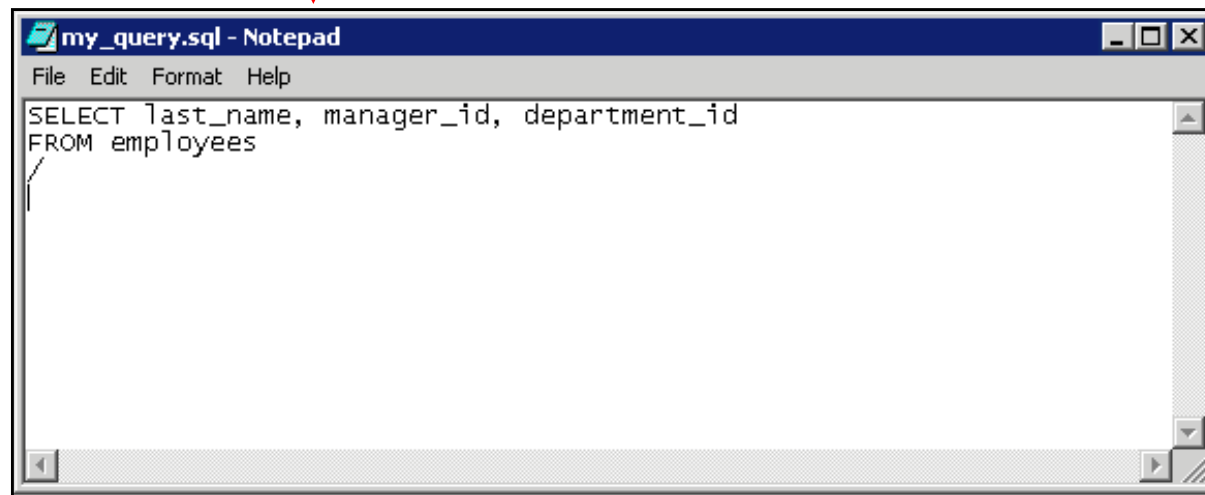 my_query.sql - Notepad
File Edit Format Help
SELECT last_name, manager_id, department_id
FROM employees
/